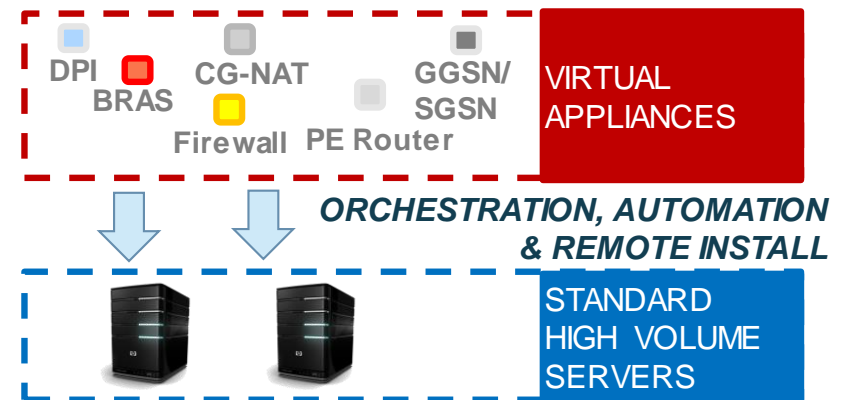 DPI
BRAS
CG-NAT
Firewall
PE Router
GGSN/
SGSN
VIRTUAL
APPLIANCES
ORCHESTRATION, AUTOMATION
& REMOTE INSTALL
STANDARD
HIGH VOLUME
SERVERS